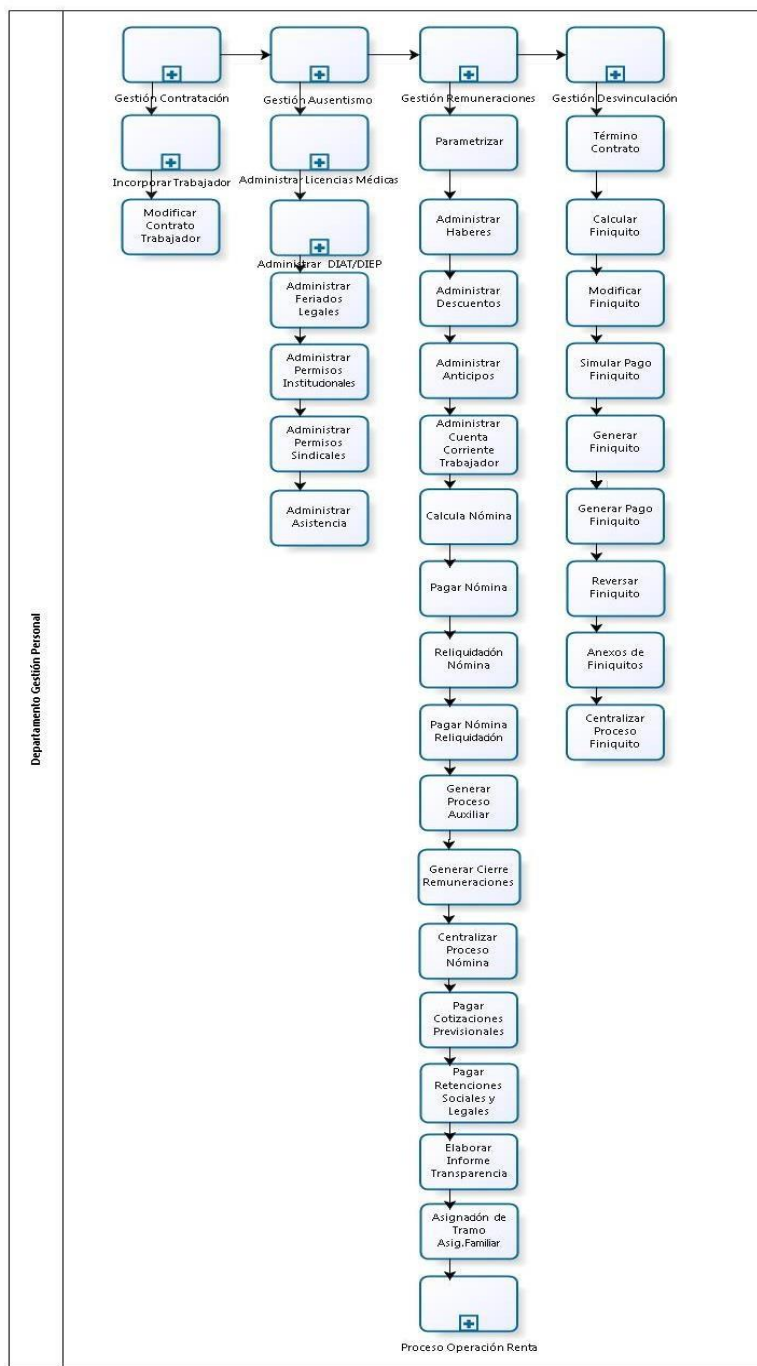 Departamento Gestión Personal
Gestión Contratación
Incorporar Trabajador
Modificar
Contrato
Trabajador
Gestión Ausentismo
Administrar Licencias Médicas
Administrar DIAT/DIEP
Administrar
Feriados
Legales
Administrar
Permisos
Institucionales
Administrar
Permisos
Sindicales
Administrar
Asistencia
Gestión Remuneraciones
Parametrizar
Administrar
Haberes
Administrar
Descuentos
Administrar
Anticipos
Administrar
Cuenta
Corriente
Trabajador
Calcula Nómina
Pagar Nómina
Reliquidación
Nómina
Pagar Nómina
Reliquidación
Generar
Proceso
Auxiliar
Generar Cierre
Remuneraciones
Centralizar
Proceso
Nómina
Pagar
Cotizaciones
Previsionales
Pagar
Retenciones
Sociales y
Legales
Elaborar
Informe
Transparencia
Asignación de
Tramo
Asig.Familiar
Proceso Operación Renta
Gestión Desvinculación
Término
Contrato
Calcular
Finiquito
Modificar
Finiquito
Simular Pago
Finiquito
Generar
Finiquito
Generar Pago
Finiquito
Reversar
Finiquito
Anexos de
Finiquitos
Centralizar
Proceso
Finiquito